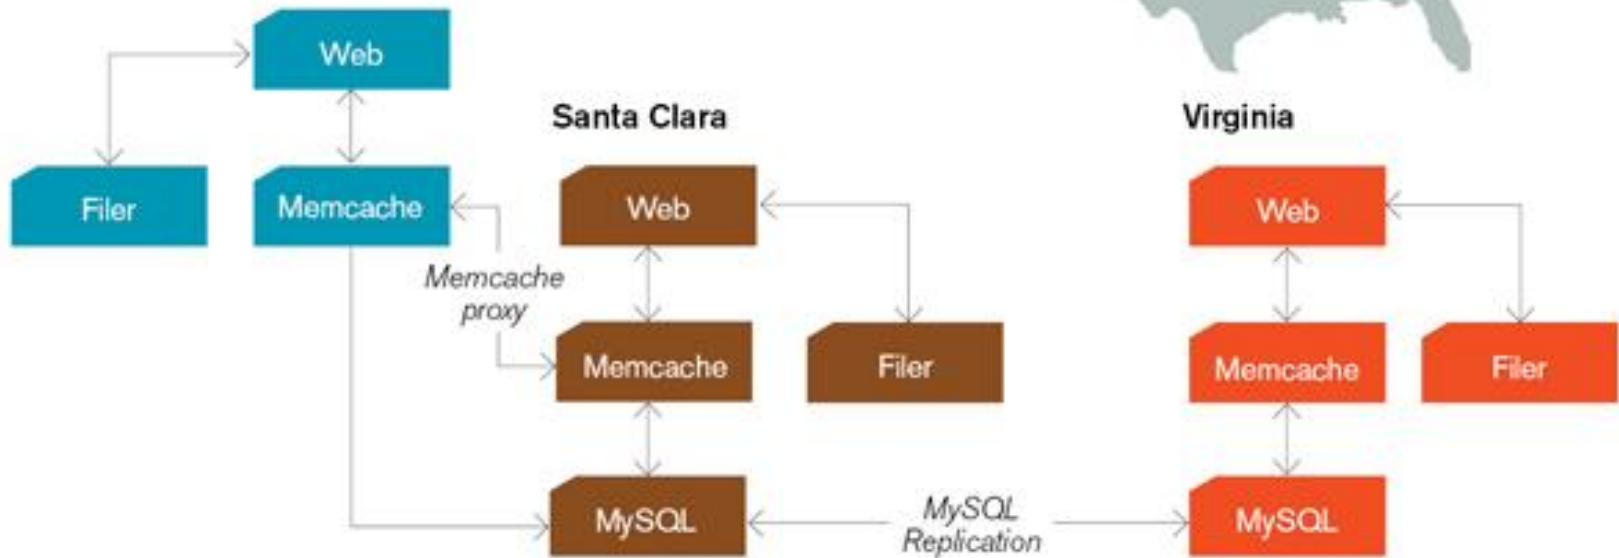 Web
Filer
Memcache
Memcache
proxy
Santa Clara
Web
Memcache
Filer
MySQL
MySQL
Replication
Virginia
Web
Memcache
Filer
MySQL